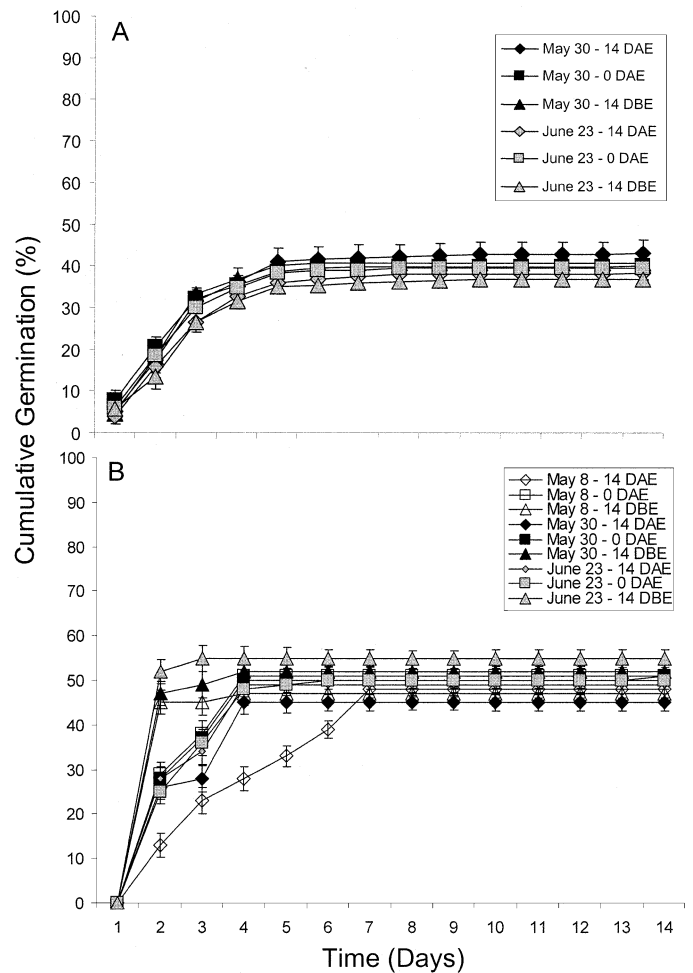 A
100
90
80
70
60
50
40
30
20
10
0
May 30 - 14 DAE
May 30 - 0 DAE
May 30 - 14 DBE
June 23 - 14 DAE
June 23 - 0 DAE
June 23 - 14 DBE
Cumulative Germination (%)
B
100
90
80
70
60
50
40
30
20
10
0
May 8 - 14 DAE
May 8 - 0 DAE
May 8 - 14 DBE
May 30 - 14 DAE
May 30 - 0 DAE
May 30 - 14 DBE
June 23 - 14 DAE
June 23 - 0 DAE
June 23 - 14 DBE
1 2 3 4 5 6 7 8 9 10 11 12 13 14
Time (Days)